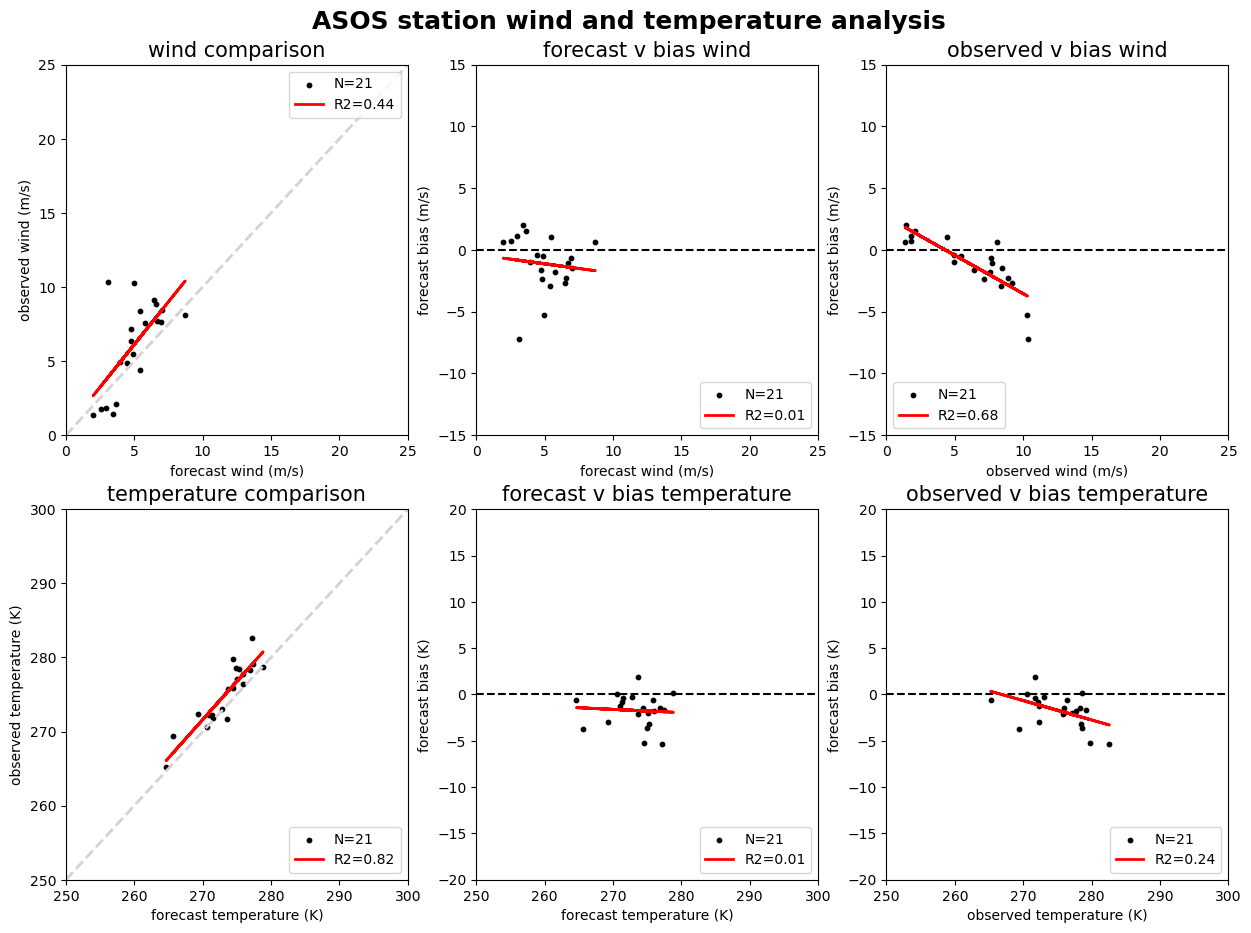 ASOS station wind and temperature analysis
wind comparison
25
20
15
10
5
0
observed wind (m/s)
N=21
R2=0.44
0 5 10 15 20 25
forecast wind (m/s)
forecast v bias wind
15
10
5
0
−5
−10
−15
forecast bias (m/s)
N=21
R2=0.01
0 5 10 15 20 25
forecast wind (m/s)
observed v bias wind
15
10
5
0
−5
−10
−15
forecast bias (m/s)
N=21
R2=0.68
0 5 10 15 20 25
observed wind (m/s)
temperature comparison
300
290
280
270
260
250
observed temperature (K)
N=21
R2=0.82
250 260 270 280 290 300
forecast temperature (K)
forecast v bias temperature
20
15
10
5
0
−5
−10
−15
−20
forecast bias (K)
N=21
R2=0.01
250 260 270 280 290 300
forecast temperature (K)
observed v bias temperature
20
15
10
5
0
−5
−10
−15
−20
forecast bias (K)
N=21
R2=0.24
250 260 270 280 290 300
observed temperature (K)